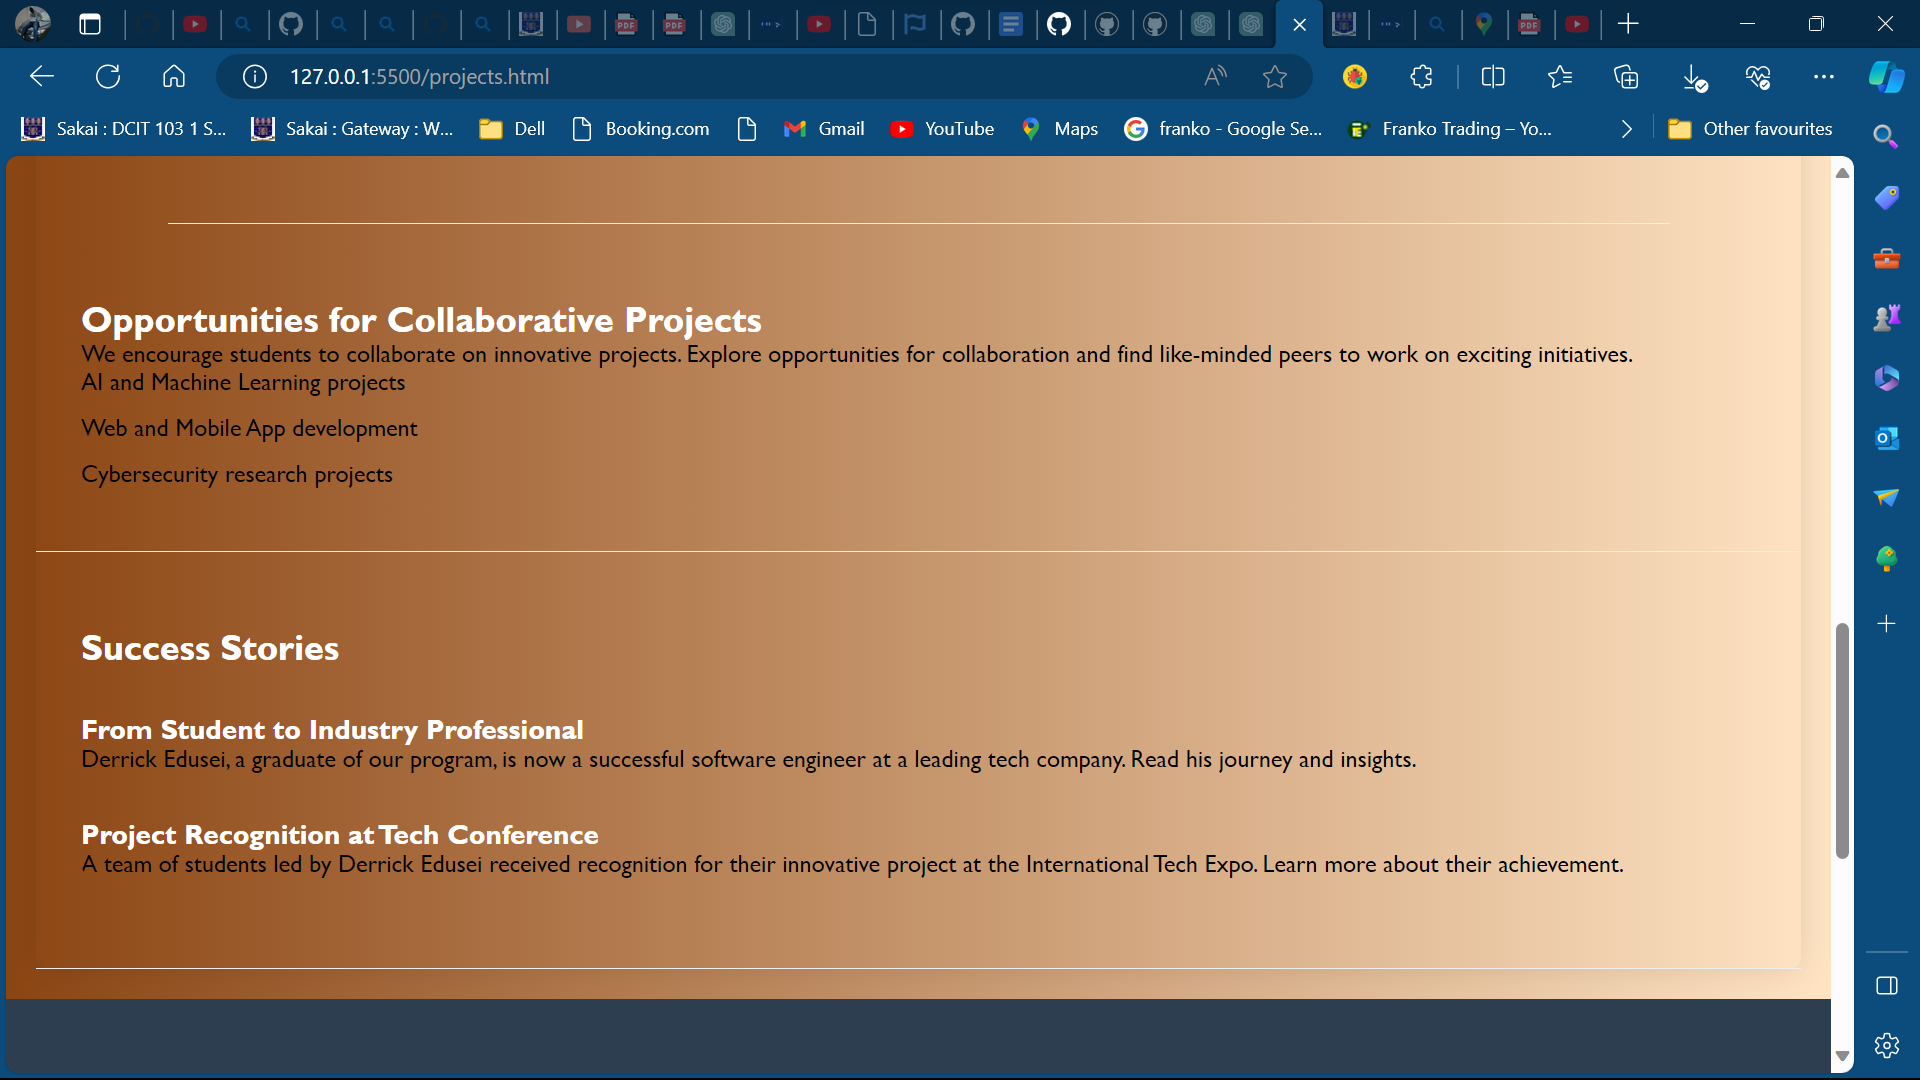 127.0.0.1:5500/projects.html
Sakai : DCIT 103 1 S... Sakai : Gateway : W... Dell Booking.com Gmail YouTube Maps franko - Google Se... Franko Trading – Yo... Other favourites
Opportunities for Collaborative Projects
We encourage students to collaborate on innovative projects. Explore opportunities for collaboration and find like-minded peers to work on exciting initiatives.
AI and Machine Learning projects
Web and Mobile App development
Cybersecurity research projects
Success Stories
From Student to Industry Professional
Derrick Edusei, a graduate of our program, is now a successful software engineer at a leading tech company. Read his journey and insights.
Project Recognition at Tech Conference
A team of students led by Derrick Edusei received recognition for their innovative project at the International Tech Expo. Learn more about their achievement.